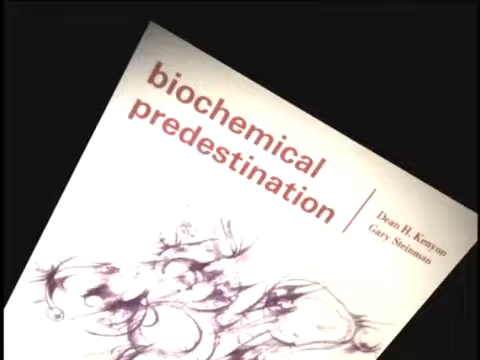 biochemical
predestination
Dean H. Kenyon
Gary Steinman